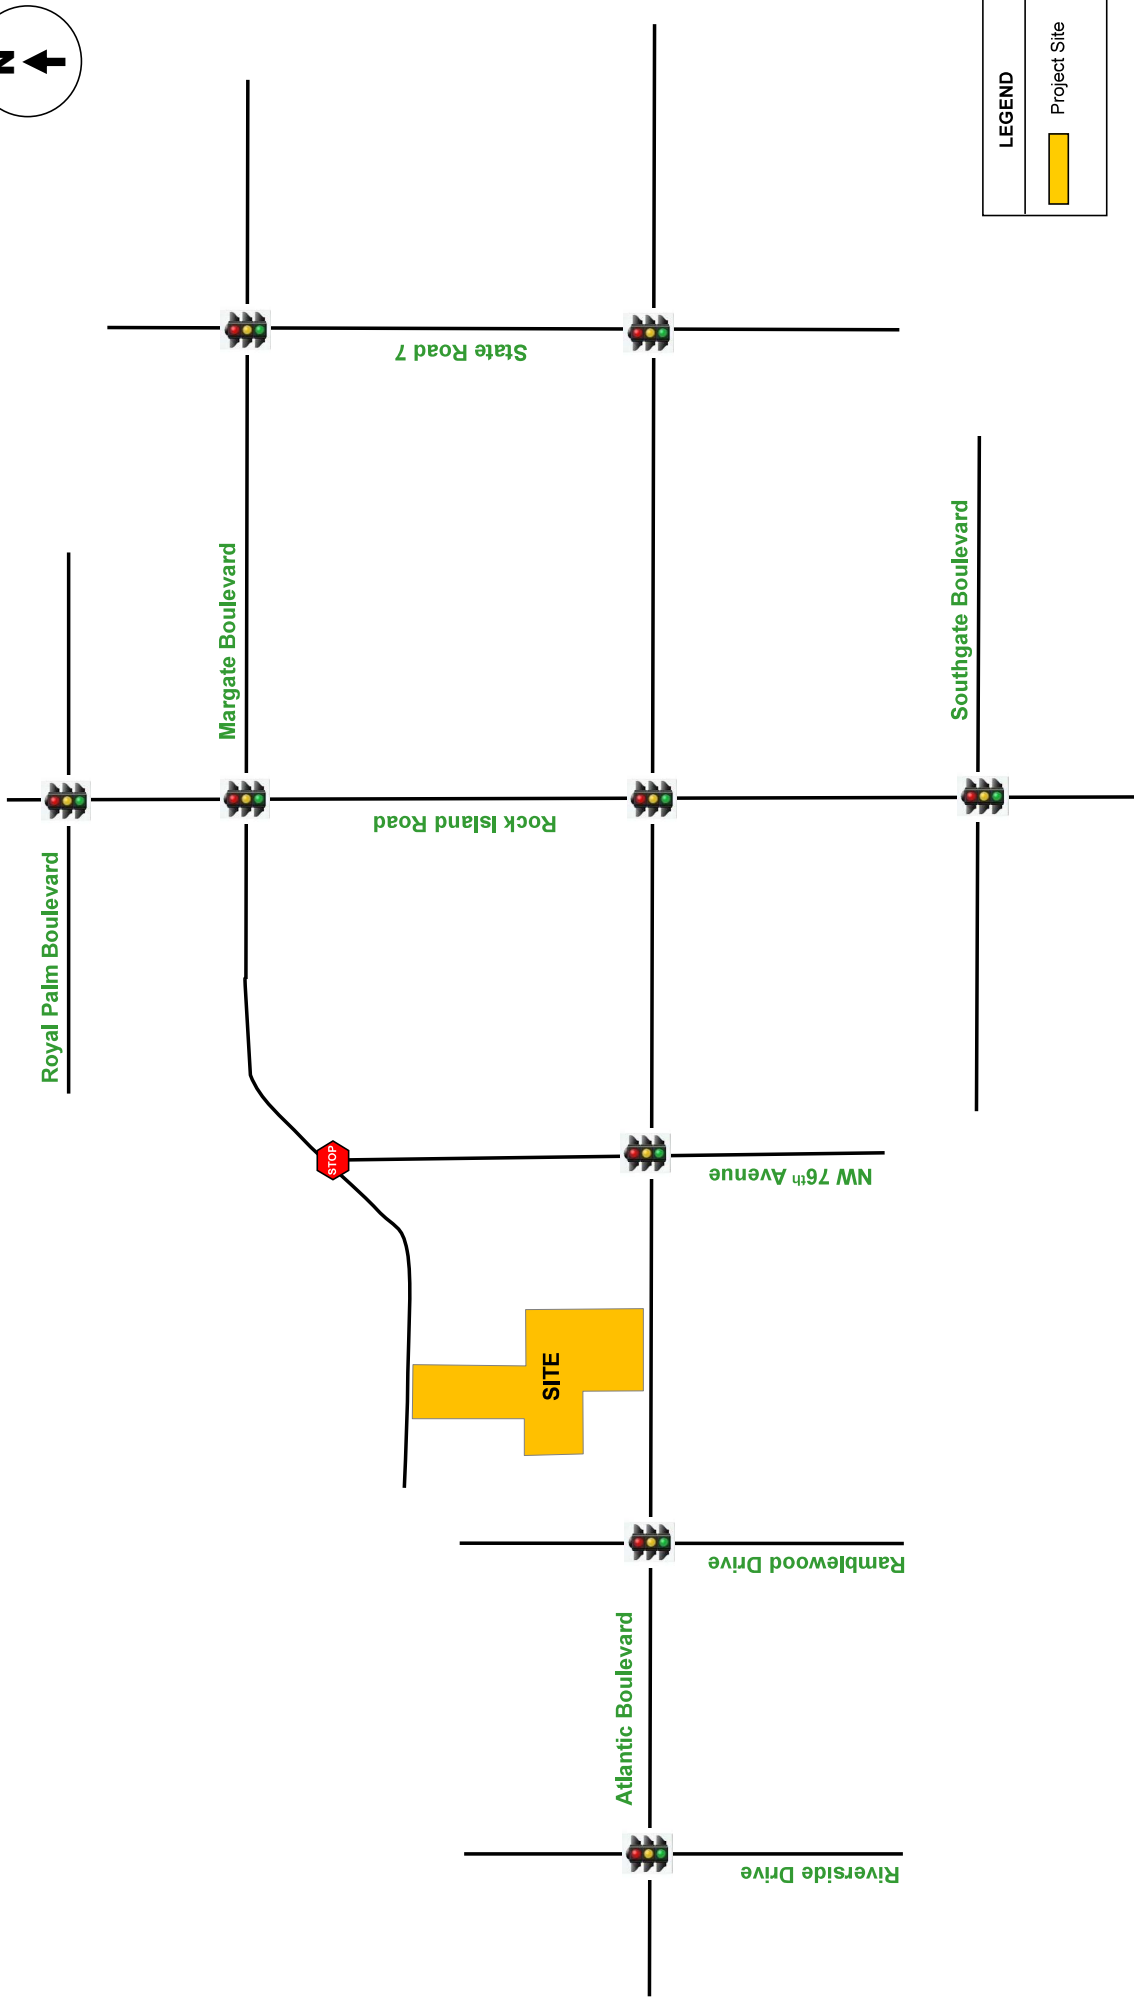 N
LEGEND
Project Site
Royal Palm Boulevard
Margate Boulevard
State Road 7
Rock Island Road
Southgate Boulevard
STOP
NW 76th Avenue
SITE
Ramblewood Drive
Atlantic Boulevard
Riverside Drive